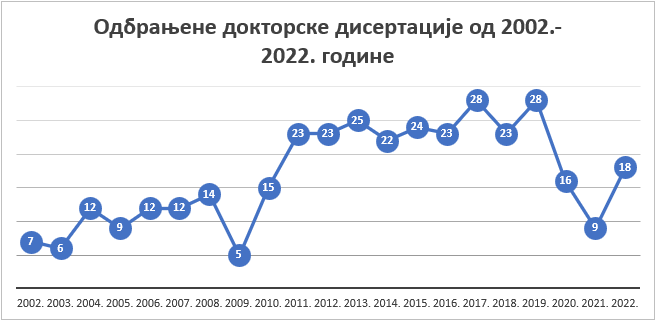 Одбрањене докторске дисертације од 2002.-
2022. године
7 6 12 9 12 12 14 5 15 23 23 25 22 24 23 28 23 28 16 9 18
2002. 2003. 2004. 2005. 2006. 2007. 2008. 2009. 2010. 2011. 2012. 2013. 2014. 2015. 2016. 2017. 2018. 2019. 2020. 2021. 2022.